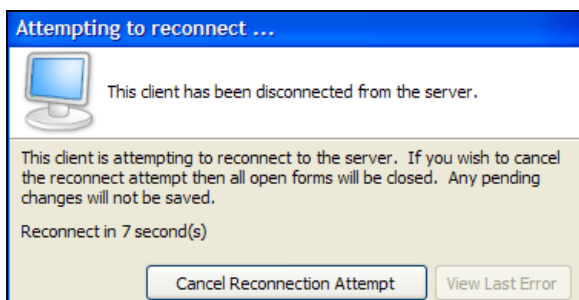 Attempting to reconnect ...
This client has been disconnected from the server.
This client is attempting to reconnect to the server.  If you wish to cancel
the reconnect attempt then all open forms will be closed.  Any pending
changes will not be saved.
Reconnect in 7 second(s)
Cancel Reconnection Attempt
View Last Error